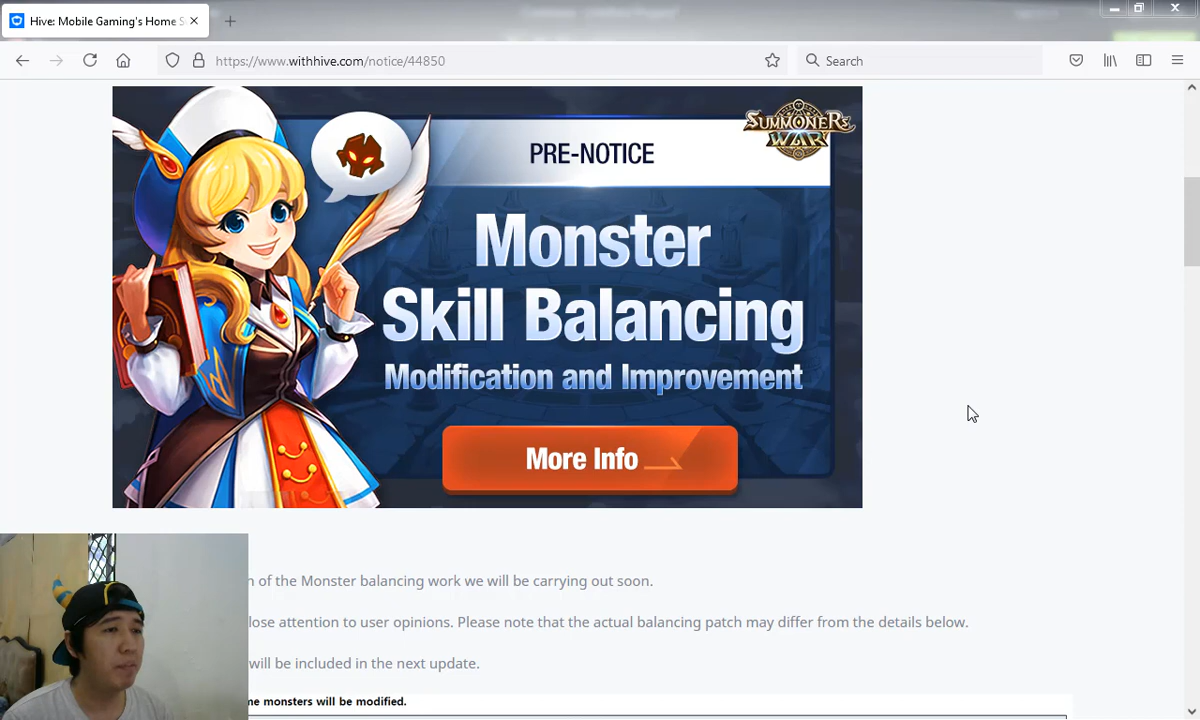 Hive: Mobile Gaming's Home S
https://www.withhive.com/notice/44850
Search
SUMMONERS WAR
PRE-NOTICE
Monster
Skill Balancing
Modification and Improvement
More Info
of the Monster balancing work we will be carrying out soon.
lose attention to user opinions. Please note that the actual balancing patch may differ from the details below.
will be included in the next update.
monsters will be modified.